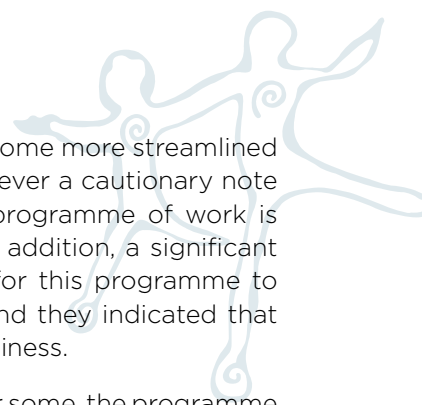 ome more streamlined
ever a cautionary note
programme of work is
addition, a significant
for this programme to
nd they indicated that
iness.
some, the programme